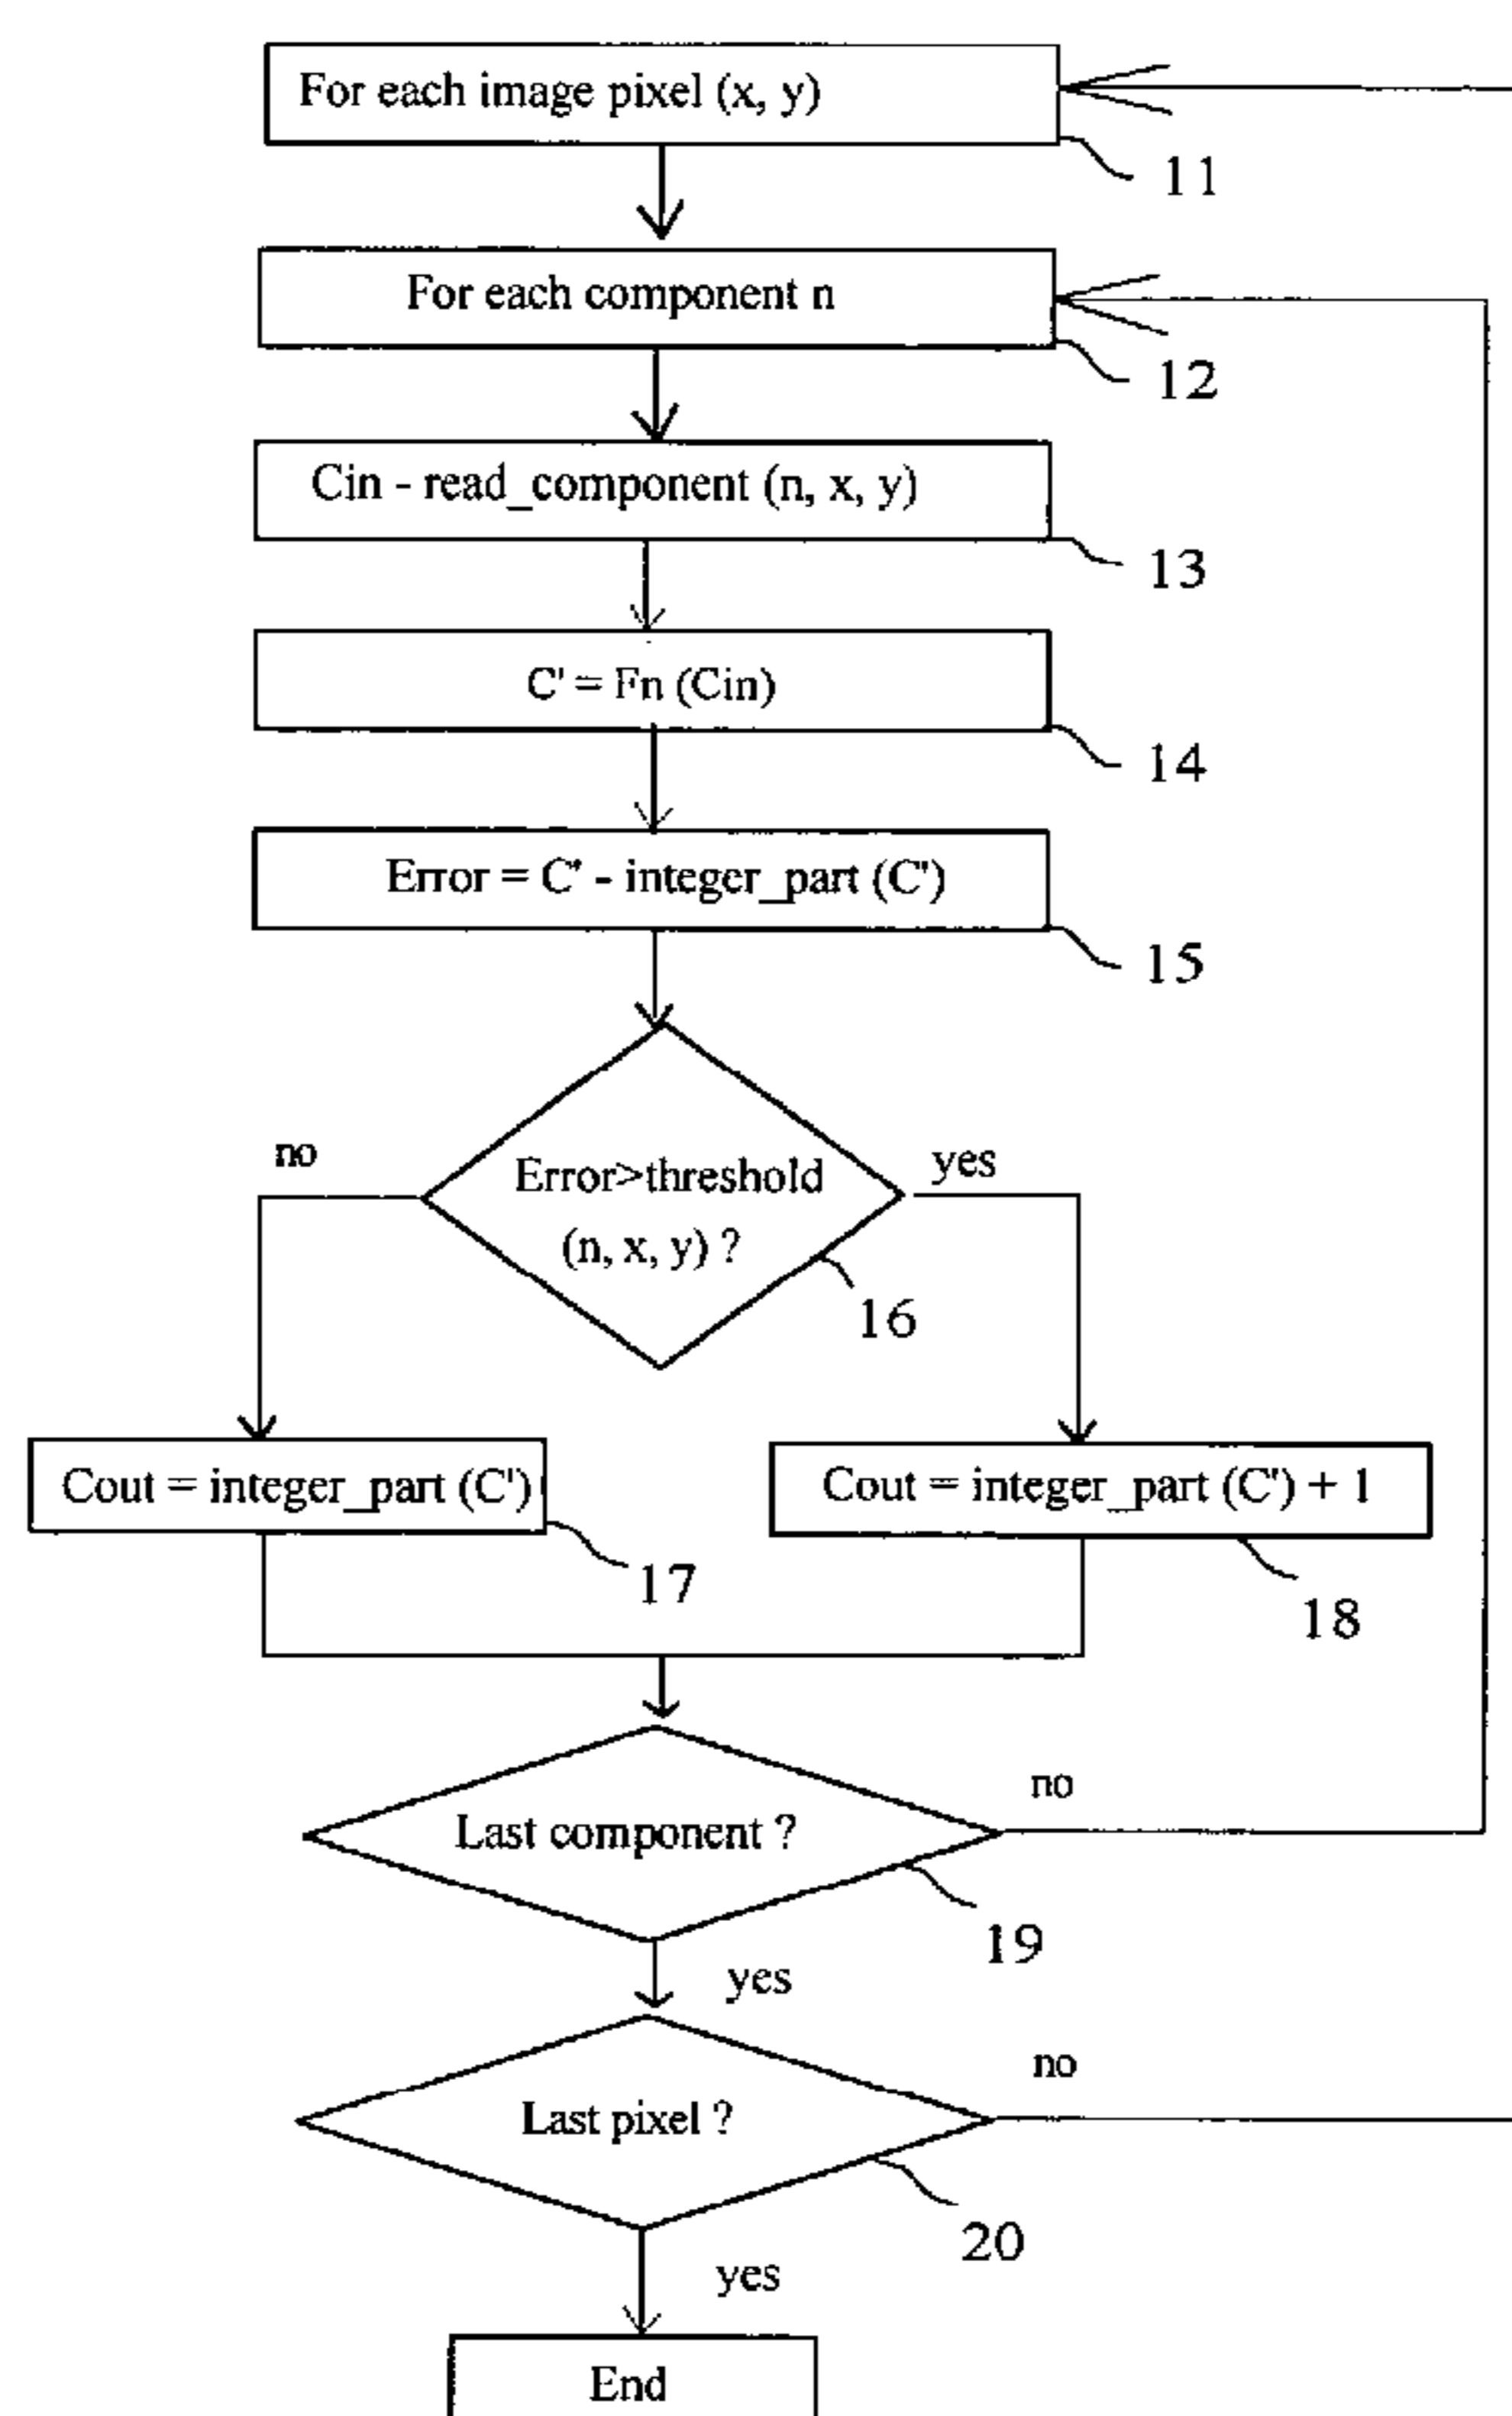 For each image pixel (x, y)
11
For each component n
12
Cin - read_component (n, x, y)
13
C' = Fn (Cin)
14
Error = C' - integer_part (C')
15
no
Error>threshold
(n, x, y) ?
yes
16
Cout = integer_part (C')
17
Cout = integer_part (C') + 1
18
Last component ?
no
19
yes
Last pixel ?
no
20
yes
End